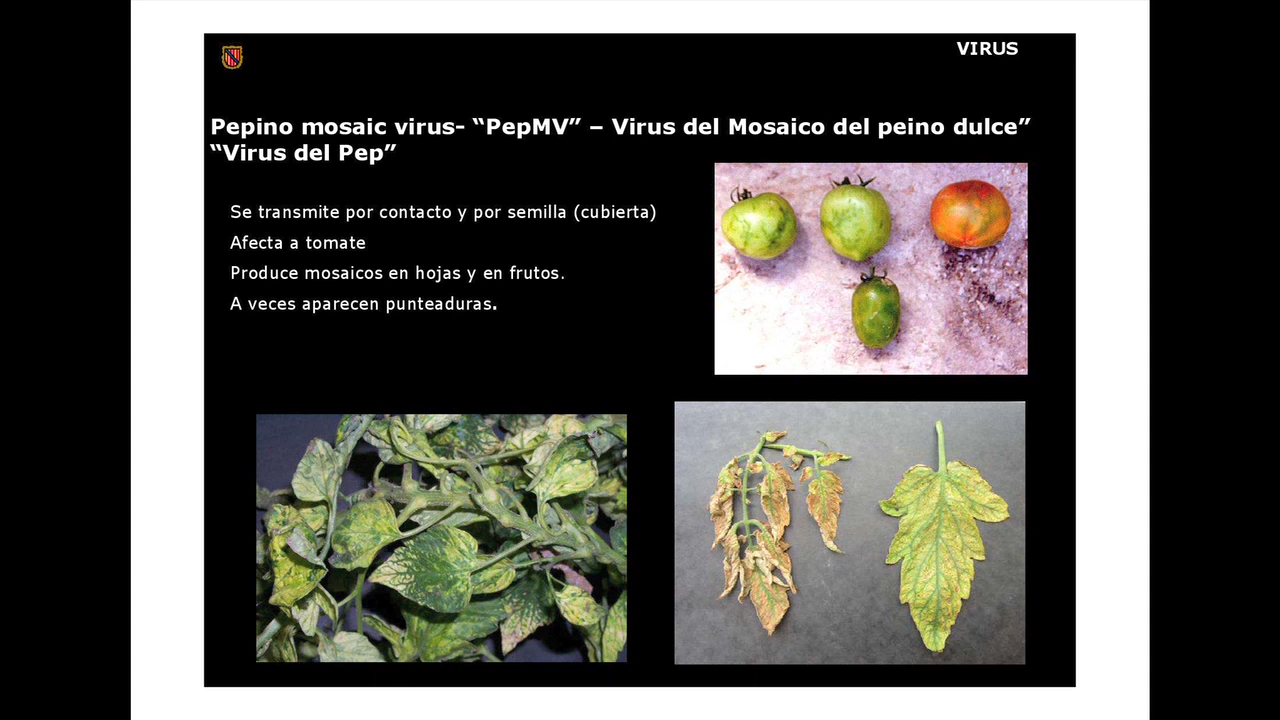 VIRUS
Pepino mosaic virus- “PepMV” – Virus del Mosaico del peino dulce”
“Virus del Pep”
Se transmite por contacto y por semilla (cubierta)
Afecta a tomate
Produce mosaicos en hojas y en frutos.
A veces aparecen punteaduras.